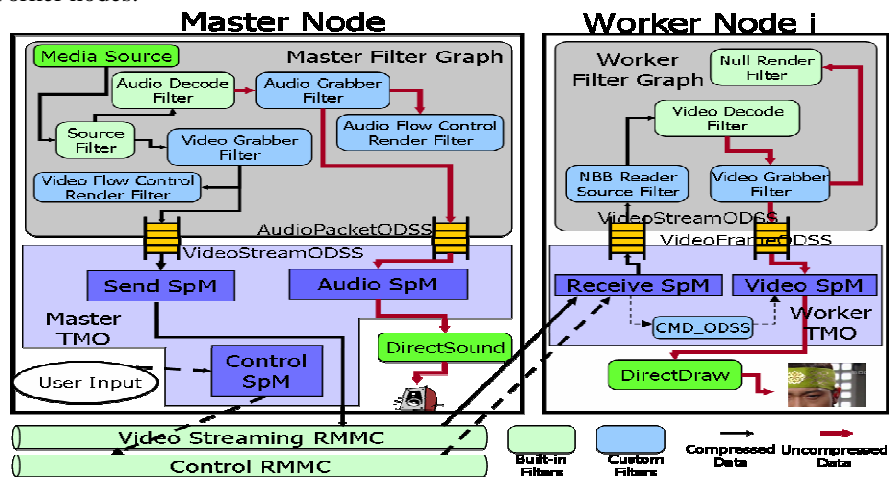 Master Node
Media Source
Master Filter Graph
Audio Decode
Filter
Audio Grabber
Filter
Source
Filter
Audio Flow Control
Render Filter
Video Grabber
Filter
Video Flow Control
Render Filter
AudioPacketODSS
VideoStreamODSS
Send SpM
Audio SpM
Master
TMO
DirectSound
Control
SpM
User Input
Worker Node i
Worker
Filter Graph
Null Render
Filter
Video Decode
Filter
NBB Reader
Source Filter
Video Grabber
Filter
VideoStreamODSS
VideoFrameODSS
Receive SpM
Video SpM
CMD_ODSS
Worker
TMO
DirectDraw
Video Streaming RMMC
Control RMMC
Built-in
Filters
Custom
Filters
Compressed
Data
Uncompressed
Data